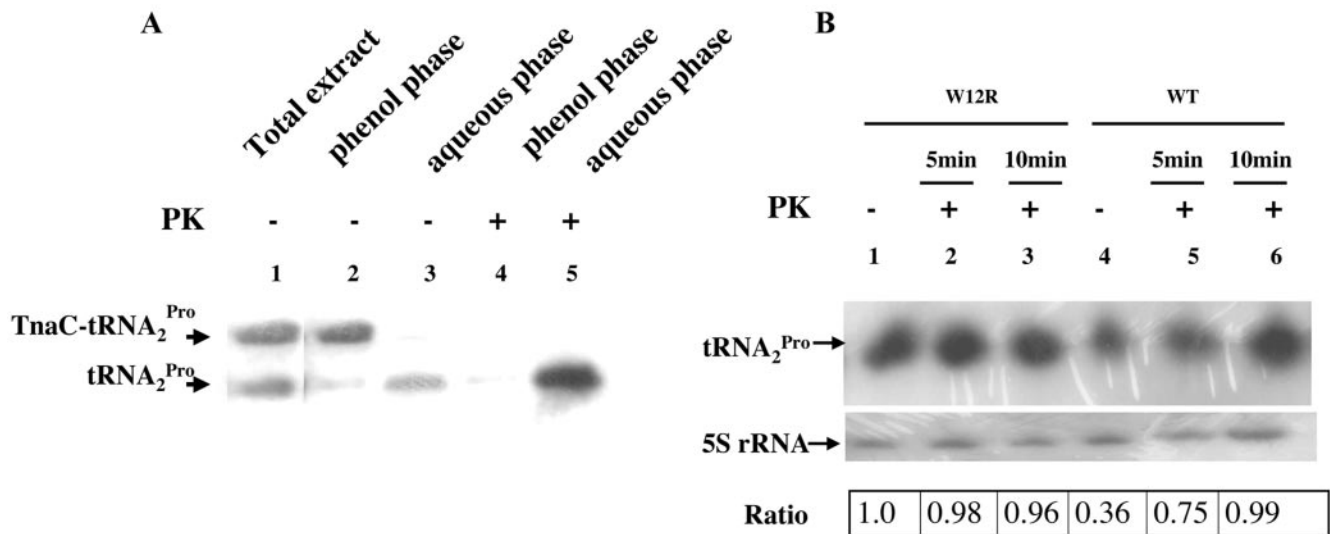 A
Total extract
phenol phase
aqueous phase
phenol phase
aqueous phase
PK - - - + +
1 2 3 4 5
TnaC-tRNA₂ᴾʳᵒ
tRNA₂ᴾʳᵒ
B
W12R WT
5min 10min 5min 10min
PK - + + - + +
1 2 3 4 5 6
tRNA₂ᴾʳᵒ
5S rRNA
Ratio 1.0 0.98 0.96 0.36 0.75 0.99